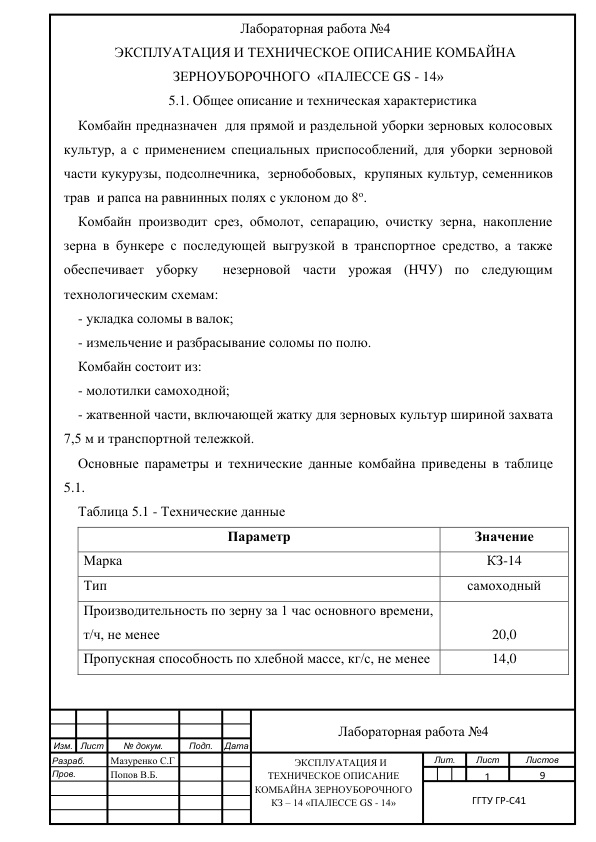 Лабораторная работа №4
ЭКСПЛУАТАЦИЯ И ТЕХНИЧЕСКОЕ ОПИСАНИЕ КОМБАЙНА
ЗЕРНОУБОРОЧНОГО «ПАЛЕССЕ GS - 14»
5.1. Общее описание и техническая характеристика
Комбайн предназначен для прямой и раздельной уборки зерновых колосовых
культур, а с применением специальных приспособлений, для уборки зерновой
части кукурузы, подсолнечника, зернобобовых, крупяных культур, семенников
трав и рапса на равнинных полях с уклоном до 8º.
Комбайн производит срез, обмолот, сепарацию, очистку зерна, накопление
зерна в бункере с последующей выгрузкой в транспортное средство, а также
обеспечивает уборку незерновой части урожая (НЧУ) по следующим
технологическим схемам:
- укладка соломы в валок;
- измельчение и разбрасывание соломы по полю.
Комбайн состоит из:
- молотилки самоходной;
- жатвенной части, включающей жатку для зерновых культур шириной захвата
7,5 м и транспортной тележкой.
Основные параметры и технические данные комбайна приведены в таблице
5.1.
Таблица 5.1 - Технические данные
Параметр Значение
Марка КЗ-14
Тип самоходный
Производительность по зерну за 1 час основного времени,
т/ч, не менее 20,0
Пропускная способность по хлебной массе, кг/с, не менее 14,0
Лабораторная работа №4
Изм. Лист № докум. Подп. Дата
Разраб. Мазуренко С.Г
Пров. Попов В.Б.
ЭКСПЛУАТАЦИЯ И
ТЕХНИЧЕСКОЕ ОПИСАНИЕ
КОМБАЙНА ЗЕРНОУБОРОЧНОГО
КЗ – 14 «ПАЛЕССЕ GS - 14»
Лит. Лист Листов
1 9
ГГТУ ГР-С41